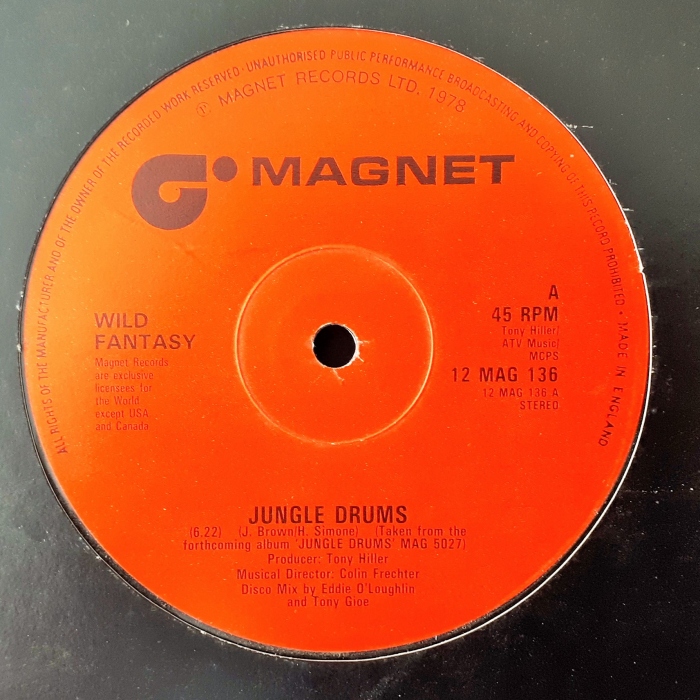 ALL RIGHTS OF THE MANUFACTURER AND OF THE OWNER OF THE RECORDED WORK RESERVED · UNAUTHORISED PUBLIC PERFORMANCE BROADCASTING AND COPYING OF THIS RECORD PROHIBITED · MADE IN ENGLAND
℗ MAGNET RECORDS LTD. 1978
MAGNET
WILD
FANTASY
Magnet Records
are exclusive
licensees for
the World
except USA
and Canada
A
45 RPM
Tony Hiller/
ATV Music/
MCPS
12 MAG 136
12 MAG 136 A
STEREO
JUNGLE DRUMS
(6.22) (J. Brown/H. Simone) (Taken from the
forthcoming album 'JUNGLE DRUMS' MAG 5027)
Producer: Tony Hiller
Musical Director: Colin Frechter
Disco Mix by Eddie O'Loughlin
and Tony Gioe